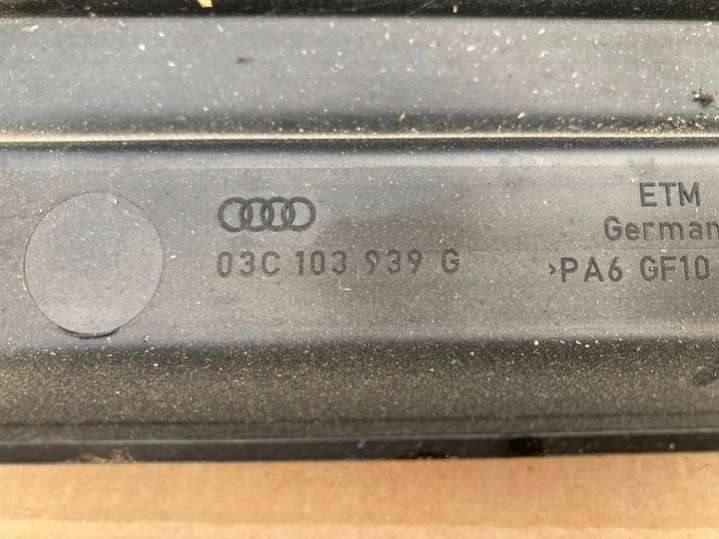 03C 103 939 G
ETM
German
>PA6 GF10